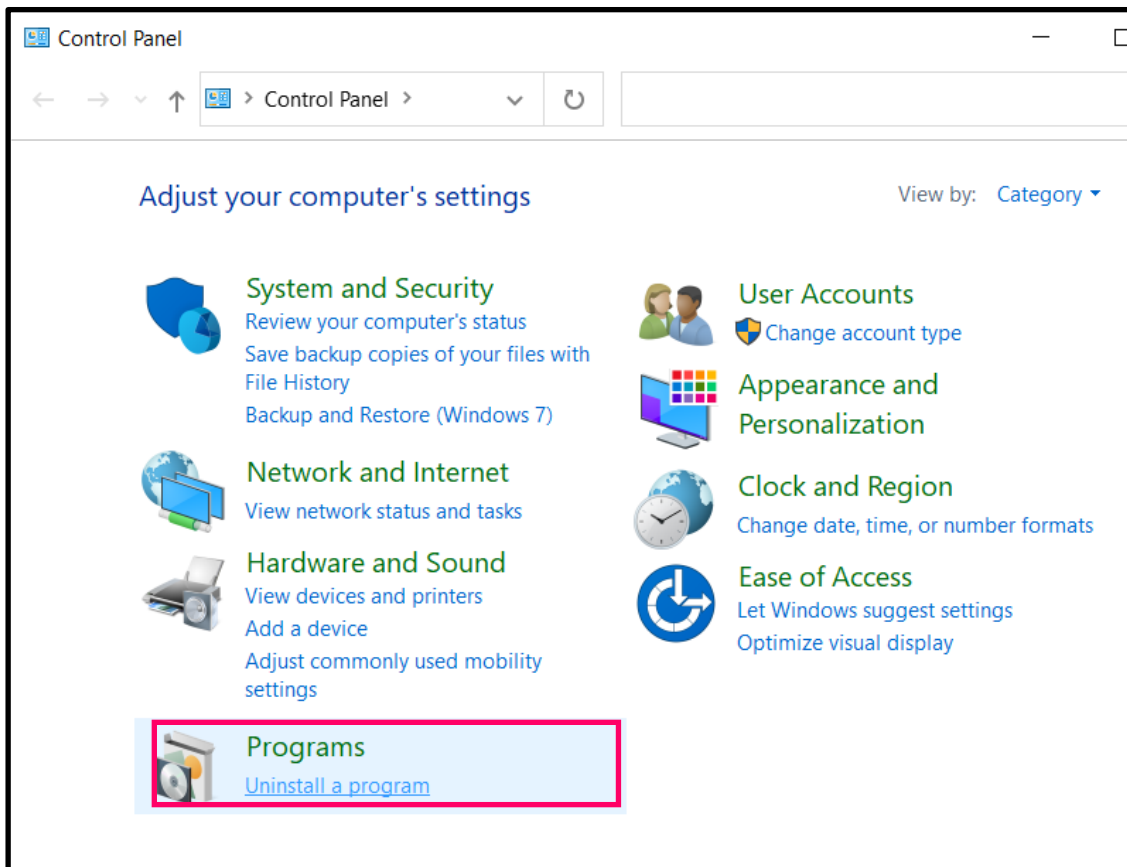 Control Panel
Control Panel
Adjust your computer's settings
View by: Category
System and Security
Review your computer's status
Save backup copies of your files with
File History
Backup and Restore (Windows 7)
Network and Internet
View network status and tasks
Hardware and Sound
View devices and printers
Add a device
Adjust commonly used mobility
settings
Programs
Uninstall a program
User Accounts
Change account type
Appearance and
Personalization
Clock and Region
Change date, time, or number formats
Ease of Access
Let Windows suggest settings
Optimize visual display